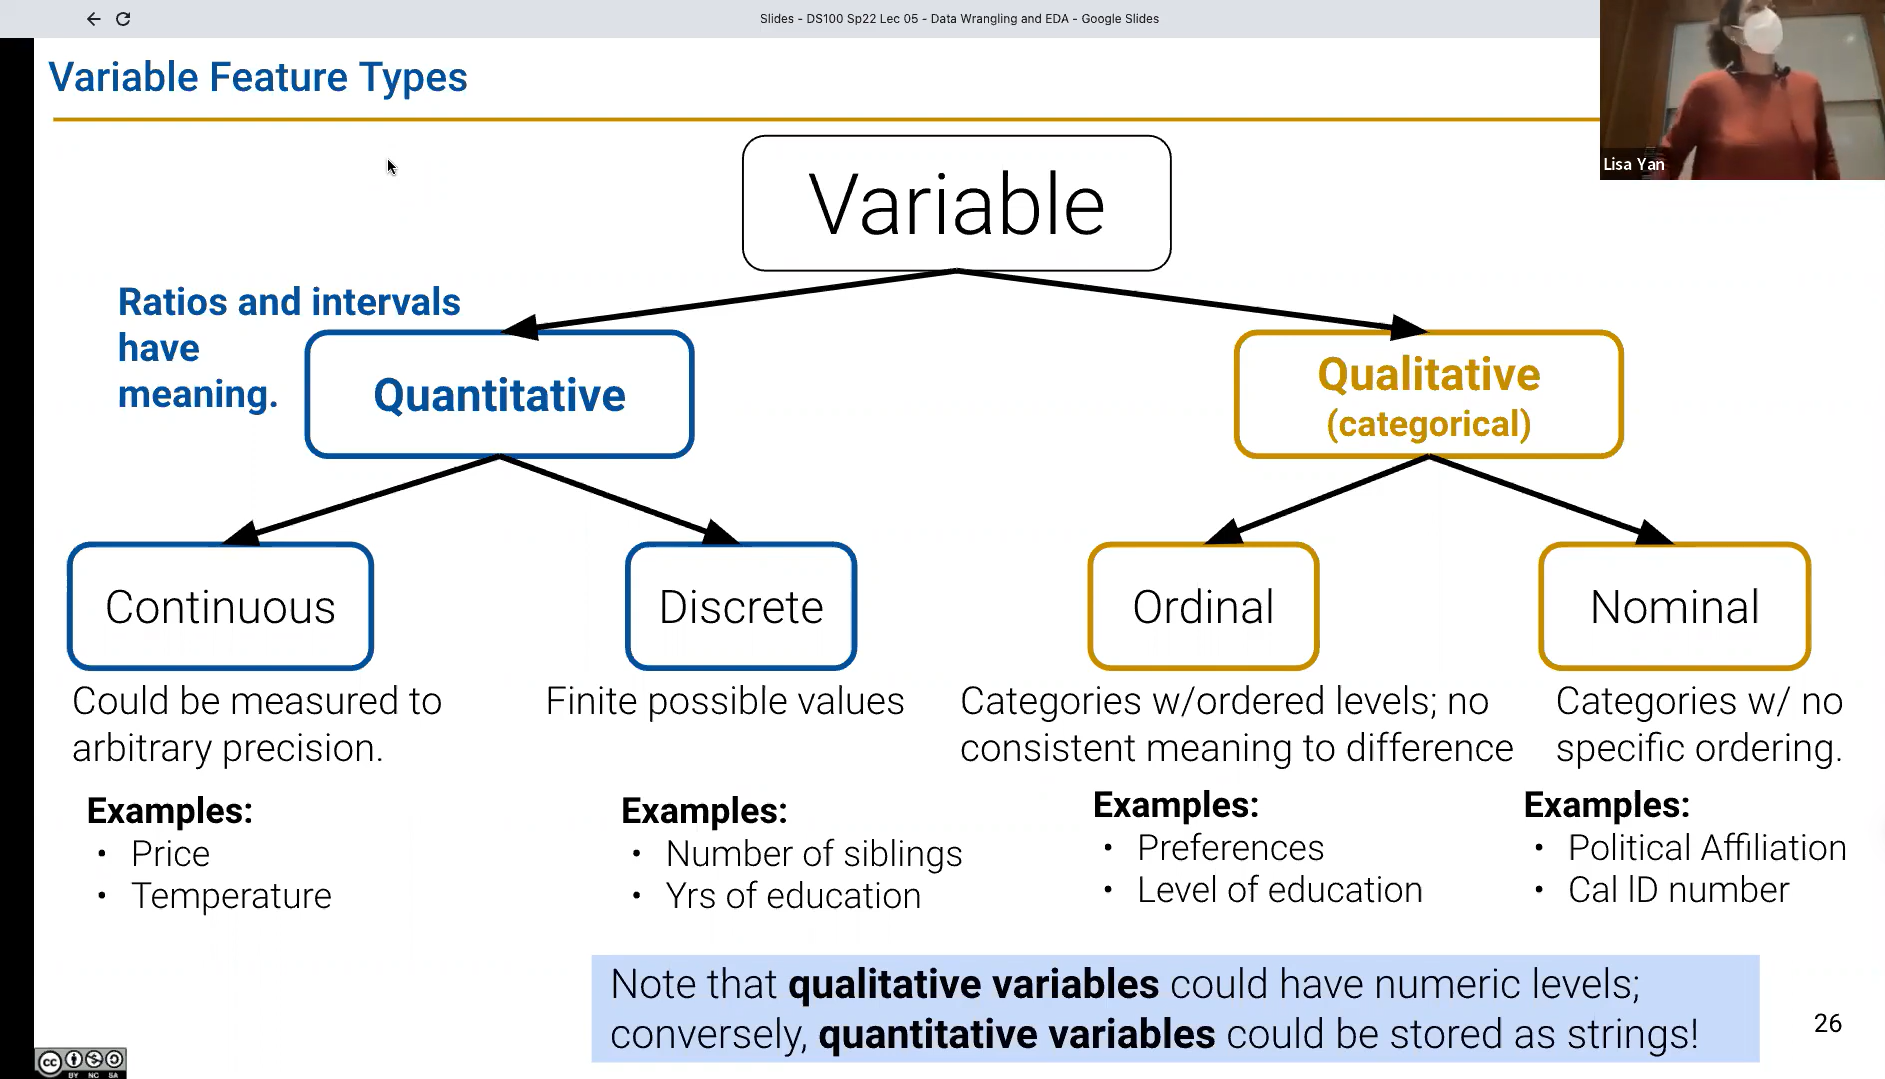 Slides - DS100 Sp22 Lec 05 - Data Wrangling and EDA - Google Slides
Variable Feature Types
Lisa Yan
Variable
Ratios and intervals
have
meaning.
Quantitative
Qualitative
(categorical)
Continuous
Discrete
Ordinal
Nominal
Could be measured to
arbitrary precision.
Finite possible values
Categories w/ordered levels; no
consistent meaning to difference
Categories w/ no
specific ordering.
Examples:
• Price
• Temperature
Examples:
• Number of siblings
• Yrs of education
Examples:
• Preferences
• Level of education
Examples:
• Political Affiliation
• Cal ID number
Note that qualitative variables could have numeric levels;
conversely, quantitative variables could be stored as strings!
26
cc
BY NC SA